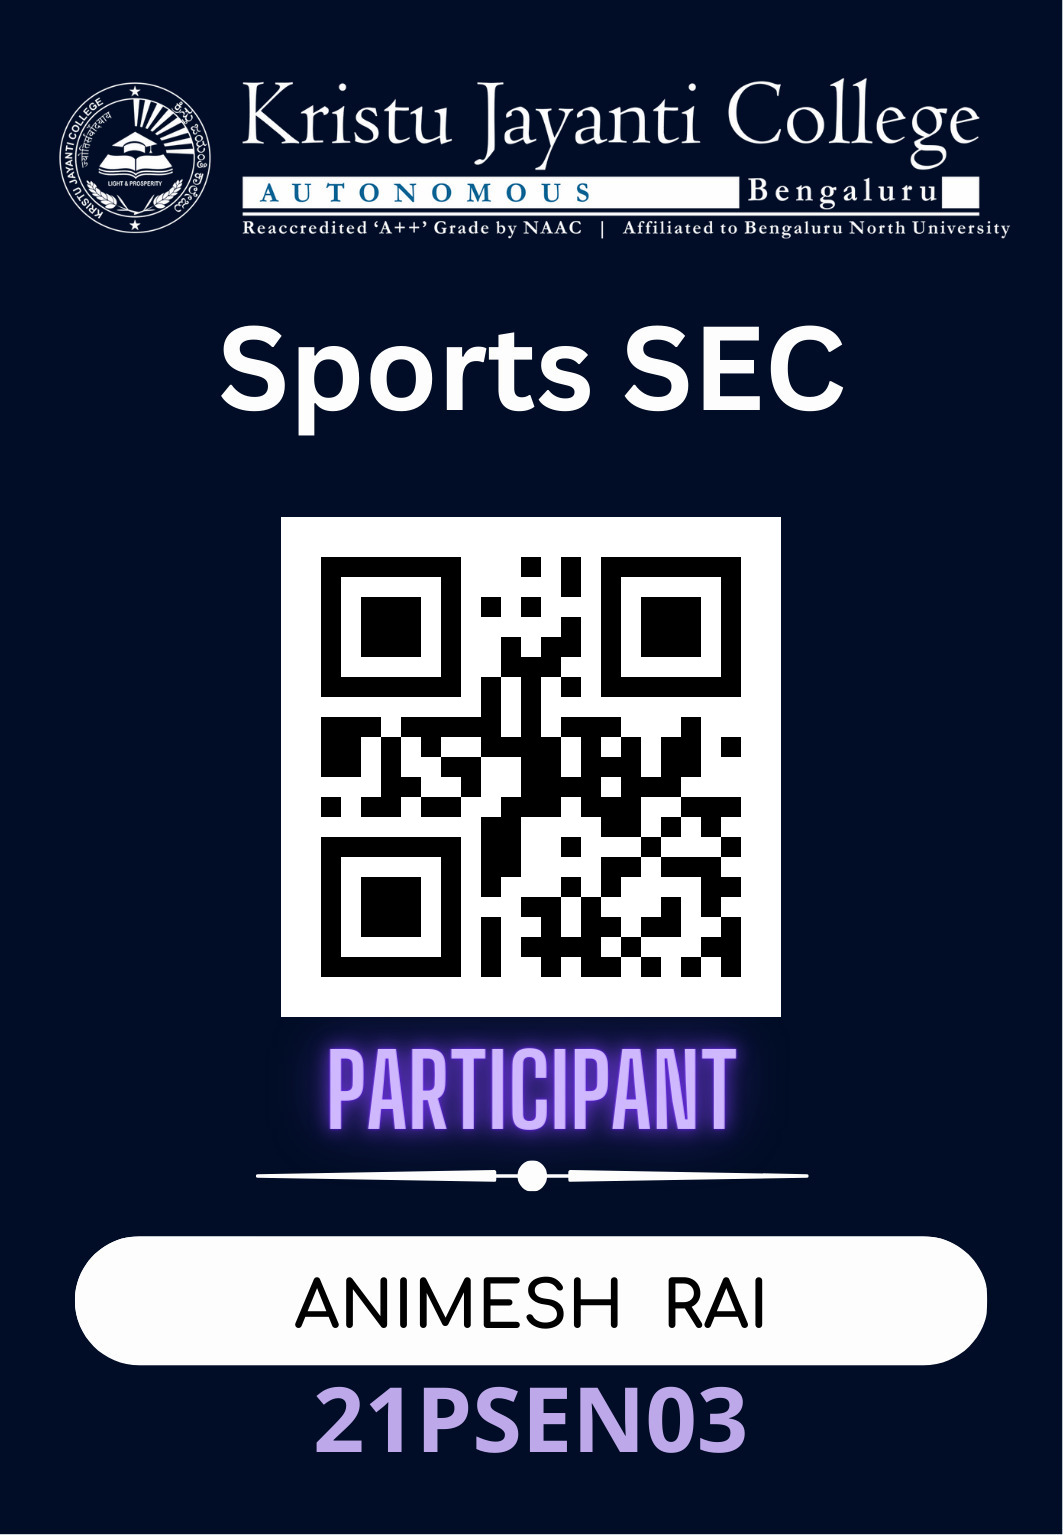 KRISTU JAYANTI COLLEGE
ಕ್ರಿಸ್ತು ಜಯಂತಿ ಕಾಲೇಜು
LIGHT & PROSPERITY
Kristu Jayanti College
AUTONOMOUS Bengaluru
Reaccredited ‘A++’ Grade by NAAC | Affiliated to Bengaluru North University
Sports SEC
PARTICIPANT
ANIMESH RAI
21PSEN03